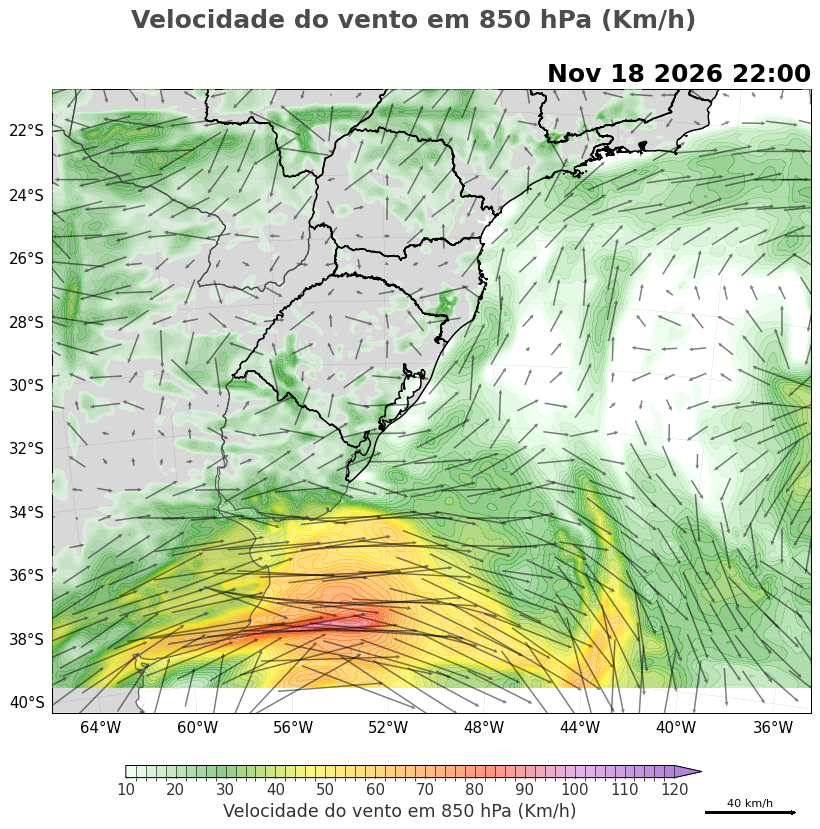 Velocidade do vento em 850 hPa (Km/h)
Nov 18 2026 22:00
22°S
24°S
26°S
28°S
30°S
32°S
34°S
36°S
38°S
40°S
64°W 60°W 56°W 52°W 48°W 44°W 40°W 36°W
10 20 30 40 50 60 70 80 90 100 110 120
Velocidade do vento em 850 hPa (Km/h)
40 km/h